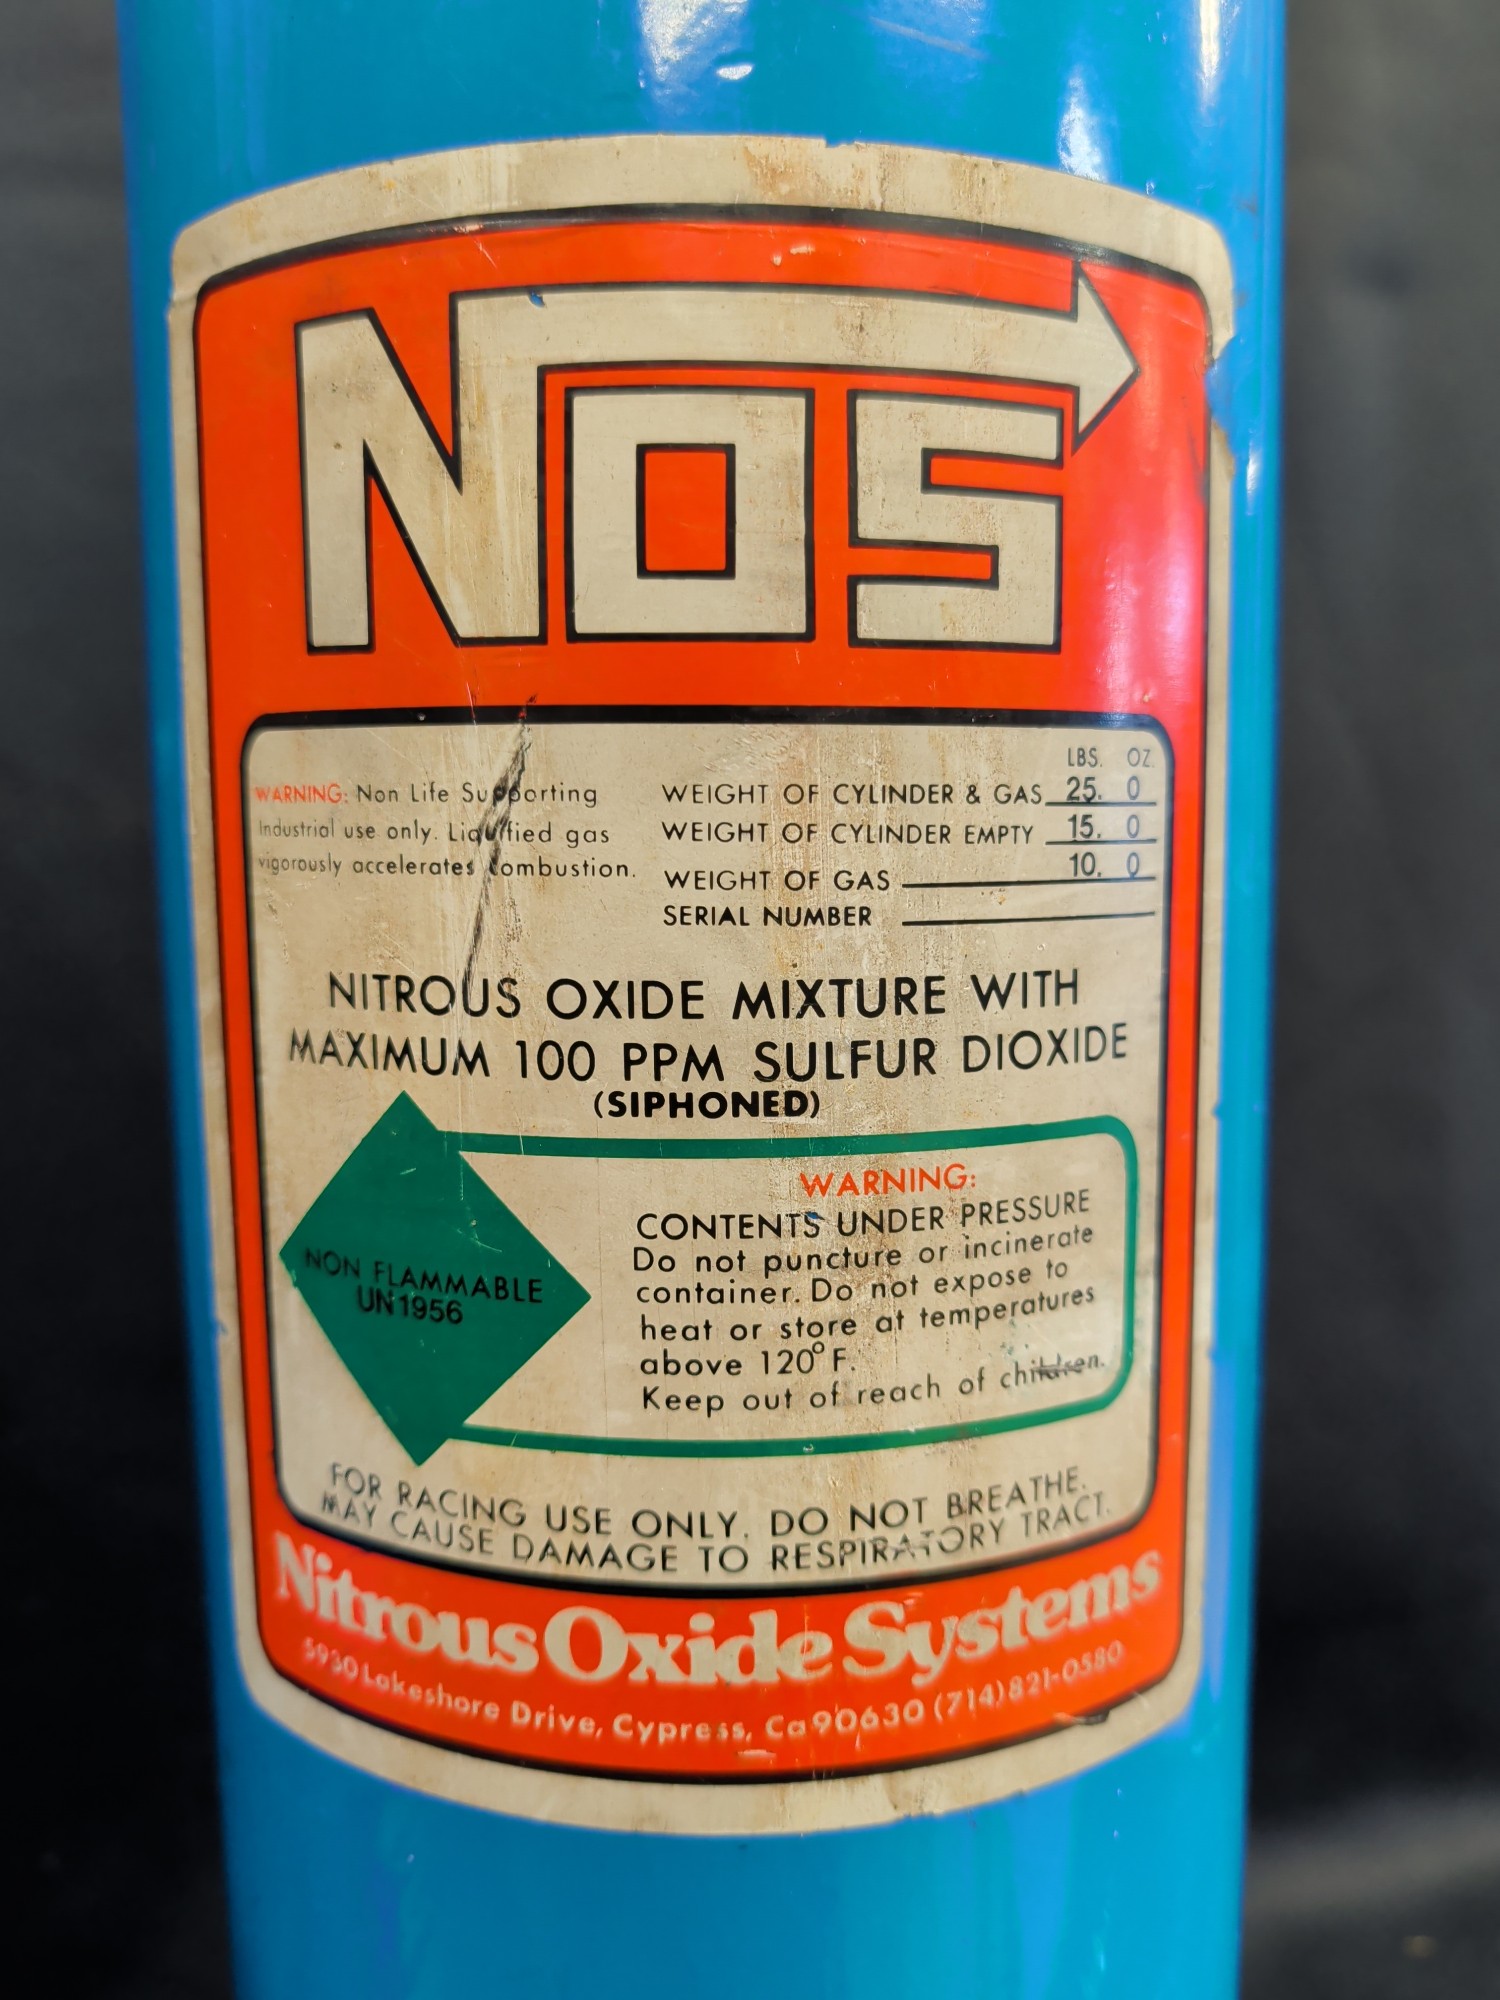 NOS
LBS. OZ.
WARNING: Non Life Supporting
Industrial use only. Liquified gas
vigorously accelerates combustion.
WEIGHT OF CYLINDER & GAS 25. 0
WEIGHT OF CYLINDER EMPTY 15. 0
WEIGHT OF GAS 10. 0
SERIAL NUMBER
NITROUS OXIDE MIXTURE WITH
MAXIMUM 100 PPM SULFUR DIOXIDE
(SIPHONED)
NON FLAMMABLE
UN1956
WARNING:
CONTENTS UNDER PRESSURE
Do not puncture or incinerate
container. Do not expose to
heat or store at temperatures
above 120° F.
Keep out of reach of children.
FOR RACING USE ONLY. DO NOT BREATHE.
MAY CAUSE DAMAGE TO RESPIRATORY TRACT.
Nitrous Oxide Systems
5930 Lakeshore Drive, Cypress, Ca 90630 (714) 821-0580